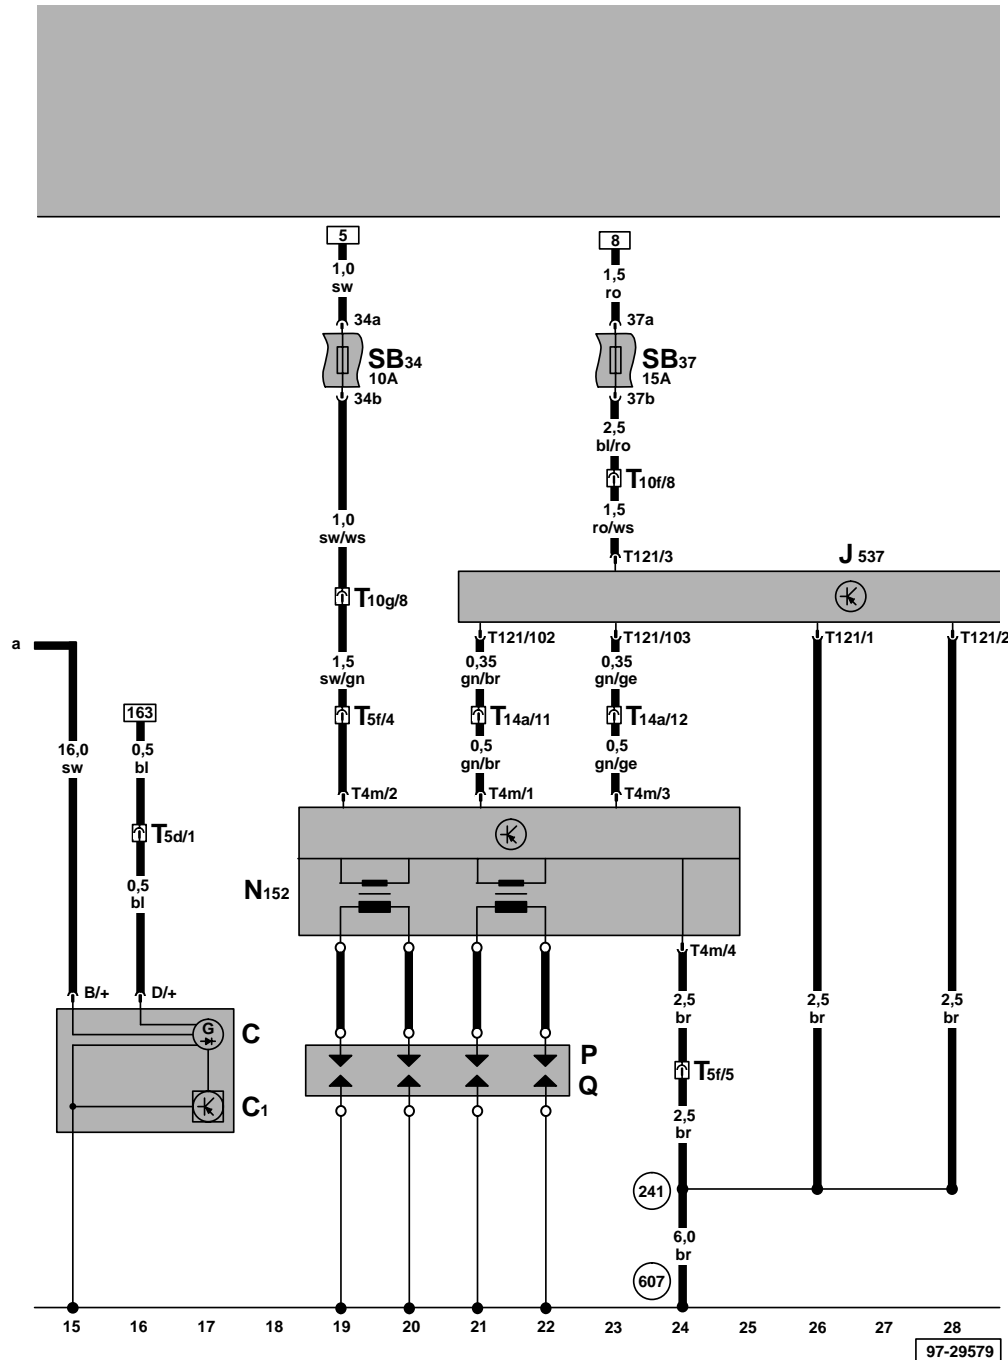 5
8
1,0
sw
1,5
ro
34a
37a
SB34
10A
SB37
15A
34b
37b
2,5
bl/ro
T10f/8
1,0
sw/ws
1,5
ro/ws
T121/3
J 537
T10g/8
a
T121/102
T121/103
T121/1
T121/2
1,5
sw/gn
0,35
gn/br
0,35
gn/ge
163
T5f/4
T14a/11
T14a/12
16,0
sw
0,5
bl
0,5
gn/br
0,5
gn/ge
T4m/2
T4m/1
T4m/3
T5d/1
0,5
bl
N152
T4m/4
B/+
D/+
2,5
br
2,5
br
2,5
br
G
C
P
Q
T5f/5
C1
2,5
br
241
6,0
br
607
15 16 17 18 19 20 21 22 23 24 25 26 27 28
97-29579